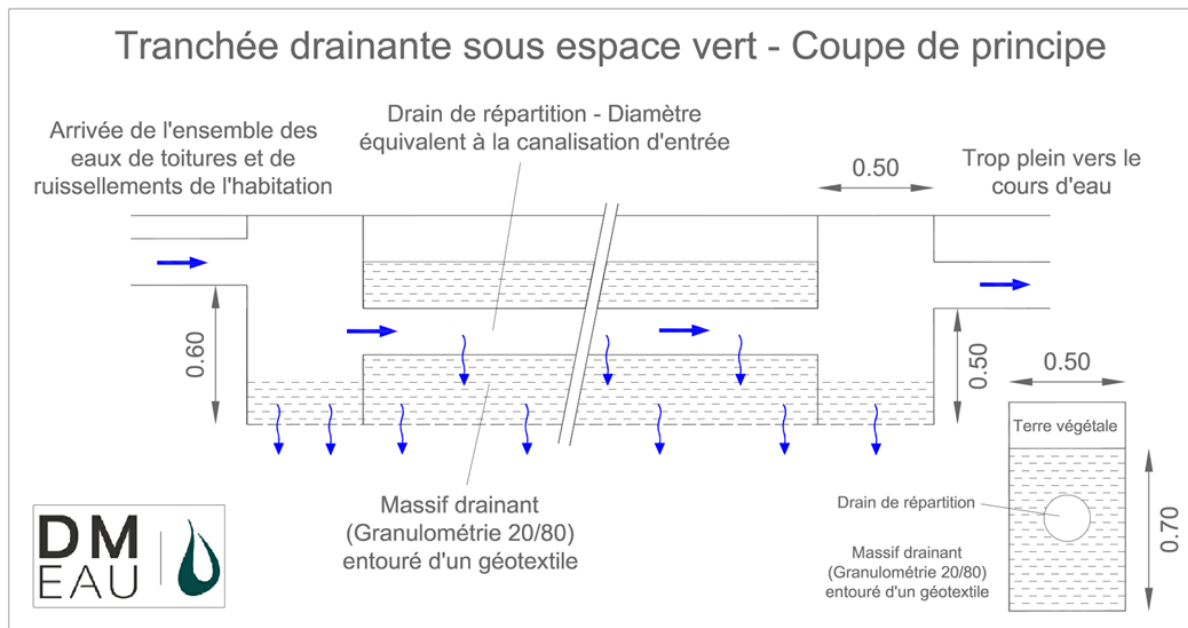 Tranchée drainante sous espace vert - Coupe de principe
Arrivée de l'ensemble des
eaux de toitures et de
ruissellements de l'habitation
Drain de répartition - Diamètre
équivalent à la canalisation d'entrée
0.50
Trop plein vers le
cours d'eau
0.60
0.50
0.50
Terre végétale
Drain de répartition
0.70
Massif drainant
(Granulométrie 20/80)
entouré d'un géotextile
Massif drainant
(Granulométrie 20/80)
entouré d'un géotextile
DM
EAU